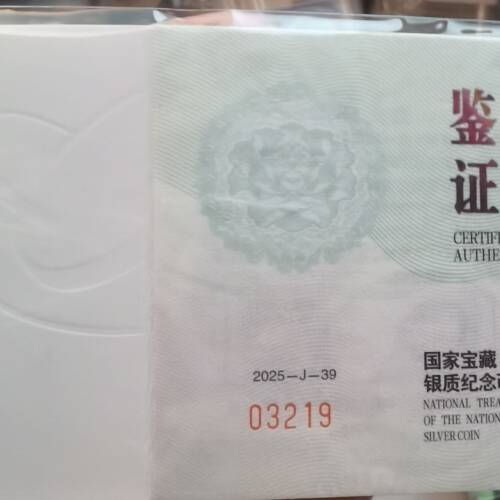 鉴
证
CERTIFI
AUTHE
2025-J-39
03219
国家宝藏
银质纪念
NATIONAL TREA
OF THE NATION
SILVER COIN